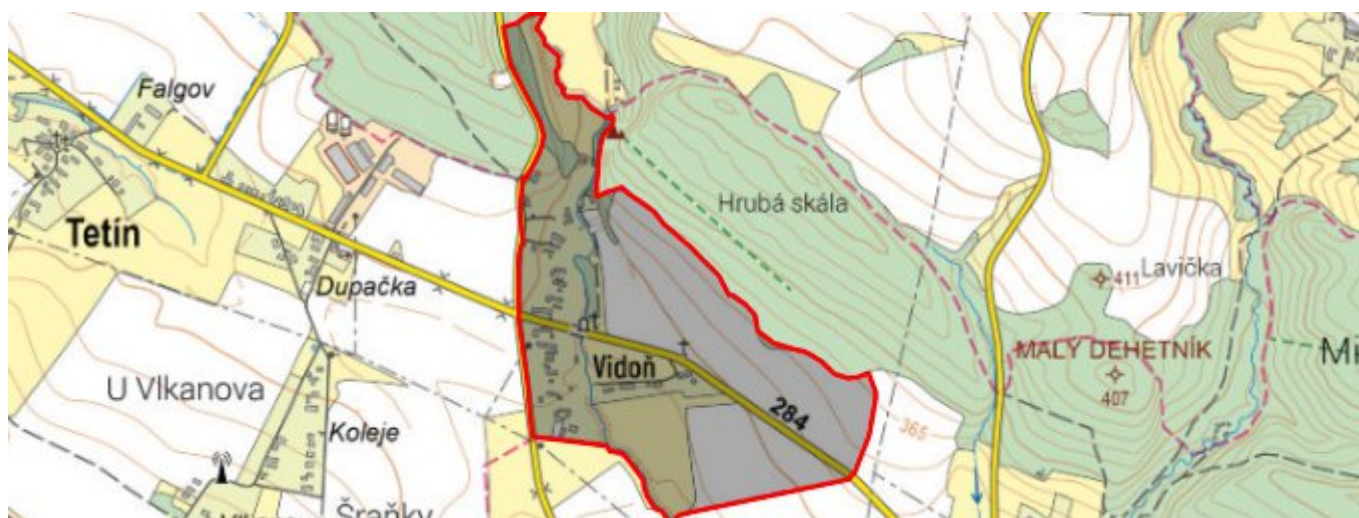 Falgov
Tetín
Dupačka
U Vlkanova
Koleje
Šraňky
Vidoň
284
Hrubá skála
365
411
Lavička
MALÝ DEHETNÍK
407